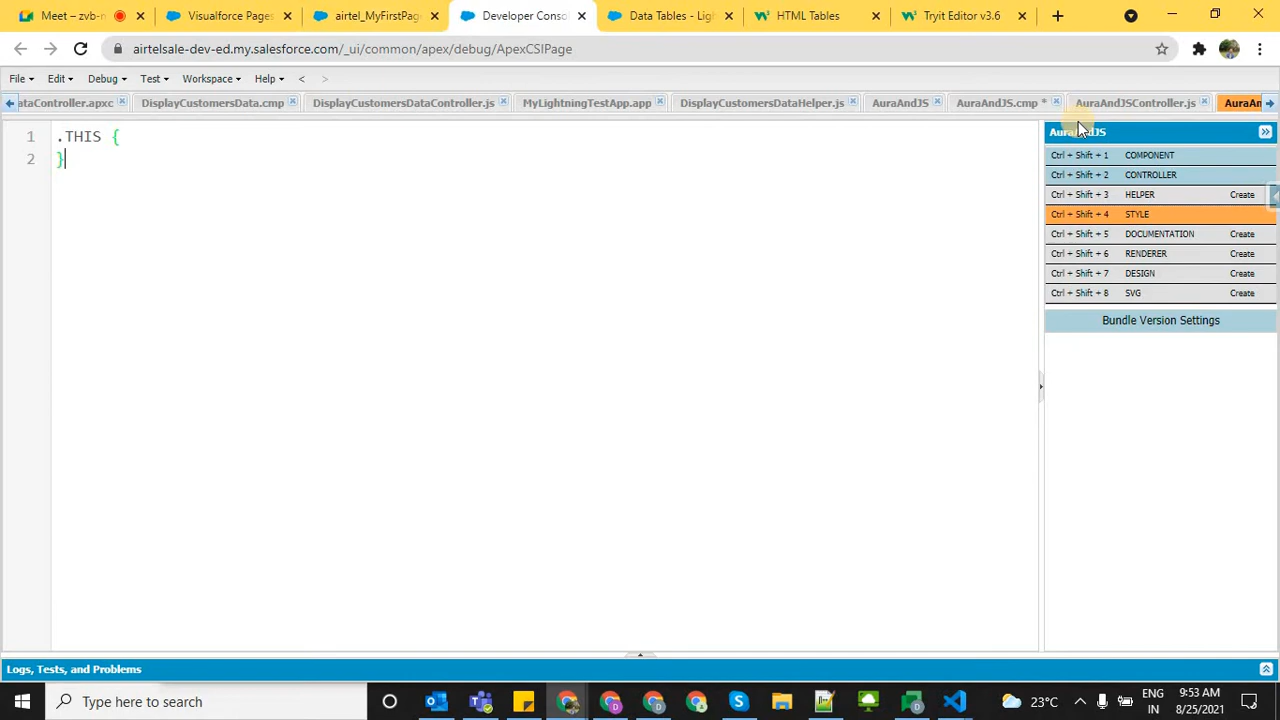 Meet – zvb-n
Visualforce Pages
airtel_MyFirstPag
Developer Conso
Data Tables - Ligh
HTML Tables
Tryit Editor v3.6
airtelsale-dev-ed.my.salesforce.com/_ui/common/apex/debug/ApexCSIPage
File Edit Debug Test Workspace Help < >
ataController.apxc
DisplayCustomersData.cmp
DisplayCustomersDataController.js
MyLightningTestApp.app
DisplayCustomersDataHelper.js
AuraAndJS
AuraAndJS.cmp *
AuraAndJSController.js
AuraAn
1 .THIS {
2 }
AuraAndJS
Ctrl + Shift + 1 COMPONENT
Ctrl + Shift + 2 CONTROLLER
Ctrl + Shift + 3 HELPER Create
Ctrl + Shift + 4 STYLE
Ctrl + Shift + 5 DOCUMENTATION Create
Ctrl + Shift + 6 RENDERER Create
Ctrl + Shift + 7 DESIGN Create
Ctrl + Shift + 8 SVG Create
Bundle Version Settings
Logs, Tests, and Problems
Type here to search
23°C
ENG
IN
9:53 AM
8/25/2021